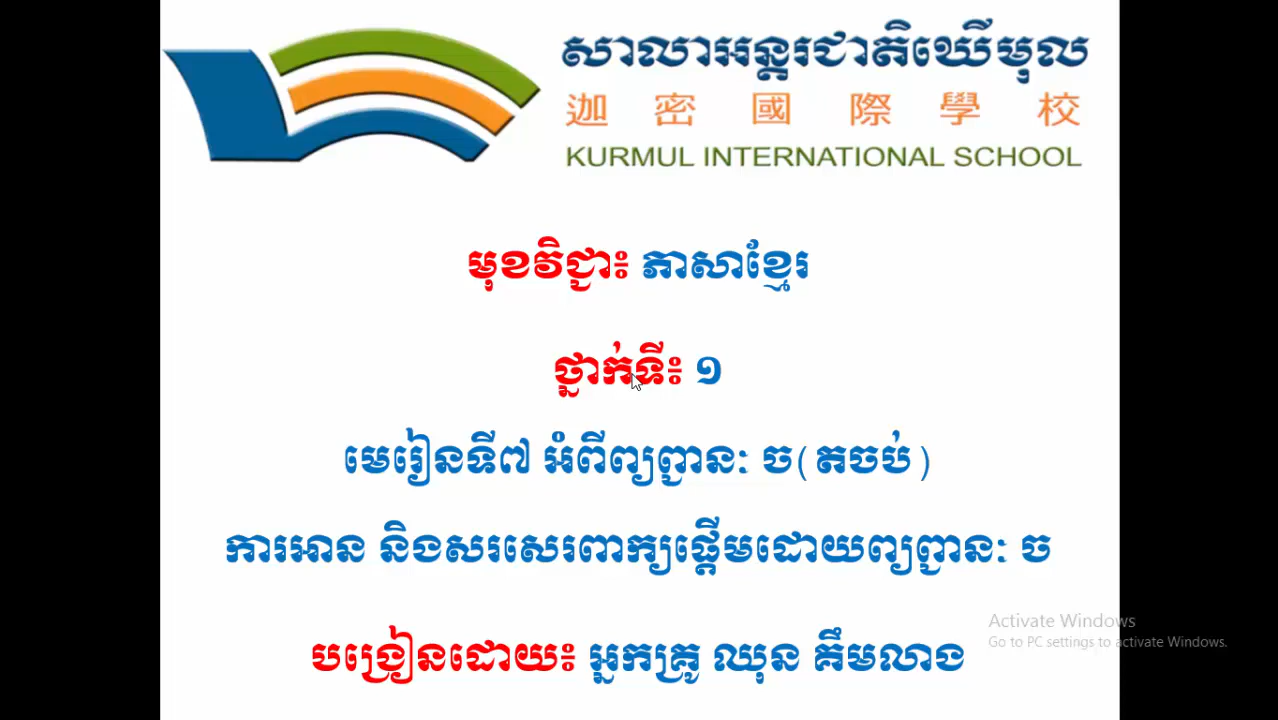 សាលាអន្តរជាតិឃើមុល
迦密國際學校
KURMUL INTERNATIONAL SCHOOL
មុខវិជ្ជា៖ ភាសាខ្មែរ
ថ្នាក់ទី៖ ១
មេរៀនទី៧ អំពីព្យព្ជានៈ ច(តចប់)
ការអាន និងសរសេរពាក្យផ្តើមដោយព្យព្ជានៈ ច
Activate Windows
Go to PC settings to activate Windows.
បង្រៀនដោយ៖ អ្នកគ្រូ ឈុន គឹមលាង